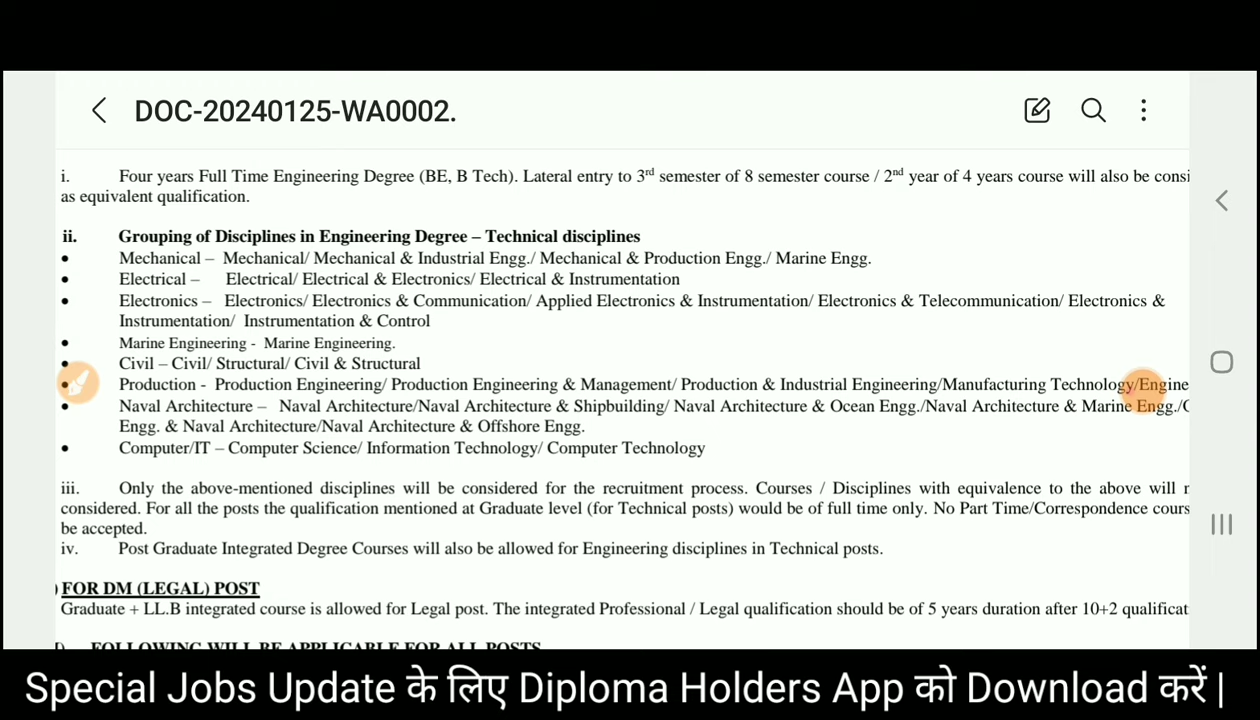 DOC-20240125-WA0002.
i. Four years Full Time Engineering Degree (BE, B Tech). Lateral entry to 3rd semester of 8 semester course / 2nd year of 4 years course will also be consi
as equivalent qualification.
ii. Grouping of Disciplines in Engineering Degree – Technical disciplines
• Mechanical – Mechanical/ Mechanical & Industrial Engg./ Mechanical & Production Engg./ Marine Engg.
• Electrical – Electrical/ Electrical & Electronics/ Electrical & Instrumentation
• Electronics – Electronics/ Electronics & Communication/ Applied Electronics & Instrumentation/ Electronics & Telecommunication/ Electronics &
Instrumentation/ Instrumentation & Control
• Marine Engineering - Marine Engineering.
• Civil – Civil/ Structural/ Civil & Structural
• Production - Production Engineering/ Production Engineering & Management/ Production & Industrial Engineering/Manufacturing Technology/Engine
• Naval Architecture – Naval Architecture/Naval Architecture & Shipbuilding/ Naval Architecture & Ocean Engg./Naval Architecture & Marine Engg./
Engg. & Naval Architecture/Naval Architecture & Offshore Engg.
• Computer/IT – Computer Science/ Information Technology/ Computer Technology
iii. Only the above-mentioned disciplines will be considered for the recruitment process. Courses / Disciplines with equivalence to the above will
considered. For all the posts the qualification mentioned at Graduate level (for Technical posts) would be of full time only. No Part Time/Correspondence cours
be accepted.
iv. Post Graduate Integrated Degree Courses will also be allowed for Engineering disciplines in Technical posts.
) FOR DM (LEGAL) POST
Graduate + LL.B integrated course is allowed for Legal post. The integrated Professional / Legal qualification should be of 5 years duration after 10+2 qualificat
FOLLOWING WILL BE APPLICABLE FOR ALL POSTS
Special Jobs Update के लिए Diploma Holders App को Download करें |